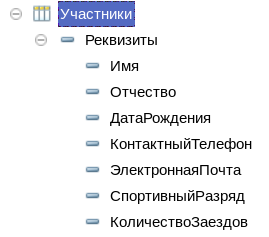 Участники
Реквизиты
Имя
Отчество
ДатаРождения
КонтактныйТелефон
ЭлектроннаяПочта
СпортивныйРазряд
КоличествоЗаездов